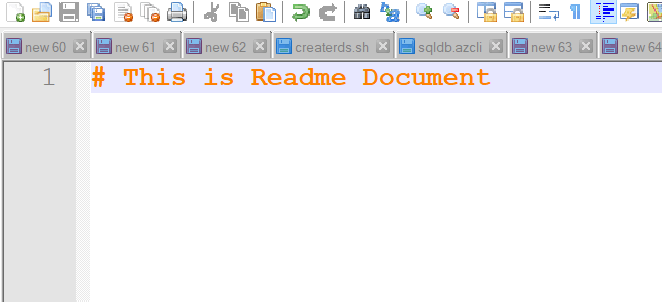 new 60 new 61 new 62 createrds.sh sqldb.azcli new 63 new 64
1 # This is Readme Document